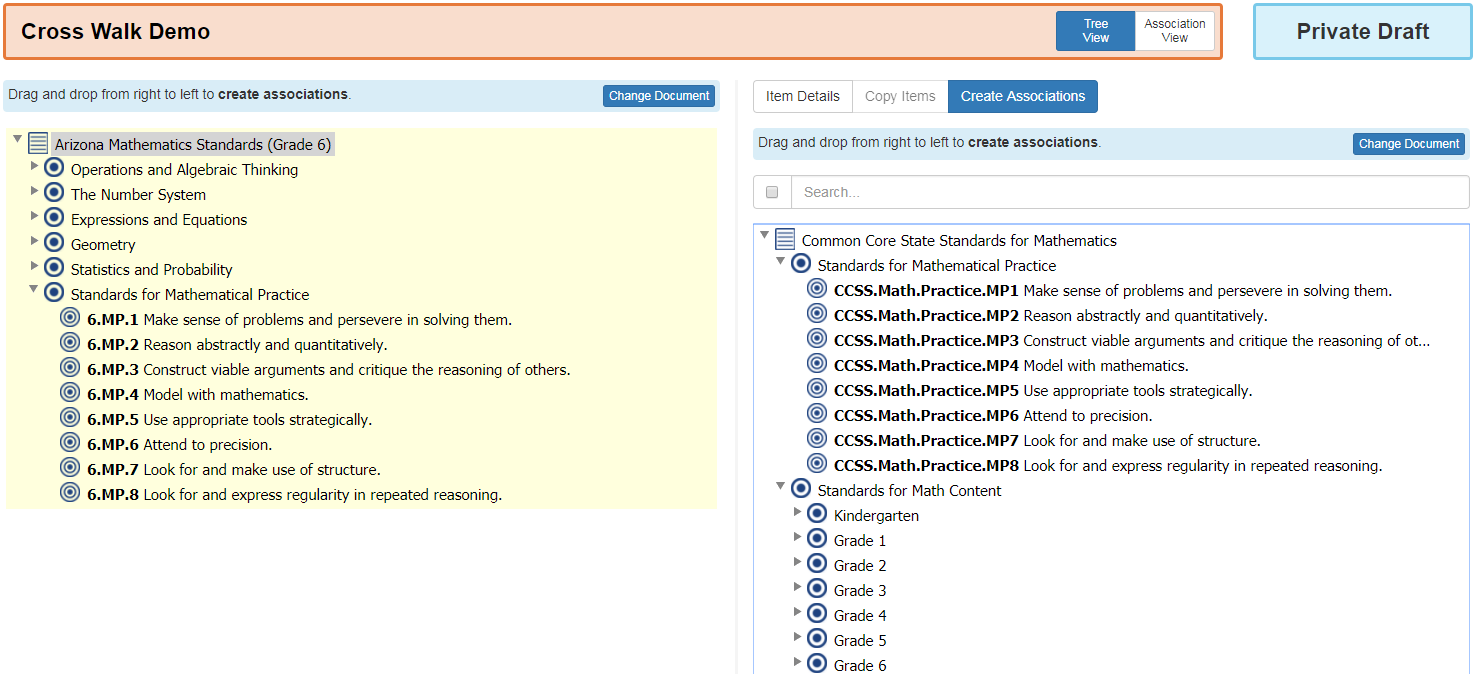 Cross Walk Demo
Tree
View
Association
View
Private Draft
Drag and drop from right to left to create associations.
Change Document
Arizona Mathematics Standards (Grade 6)
Operations and Algebraic Thinking
The Number System
Expressions and Equations
Geometry
Statistics and Probability
Standards for Mathematical Practice
6.MP.1 Make sense of problems and persevere in solving them.
6.MP.2 Reason abstractly and quantitatively.
6.MP.3 Construct viable arguments and critique the reasoning of others.
6.MP.4 Model with mathematics.
6.MP.5 Use appropriate tools strategically.
6.MP.6 Attend to precision.
6.MP.7 Look for and make use of structure.
6.MP.8 Look for and express regularity in repeated reasoning.
Item Details
Copy Items
Create Associations
Drag and drop from right to left to create associations.
Change Document
Search...
Common Core State Standards for Mathematics
Standards for Mathematical Practice
CCSS.Math.Practice.MP1 Make sense of problems and persevere in solving them.
CCSS.Math.Practice.MP2 Reason abstractly and quantitatively.
CCSS.Math.Practice.MP3 Construct viable arguments and critique the reasoning of ot...
CCSS.Math.Practice.MP4 Model with mathematics.
CCSS.Math.Practice.MP5 Use appropriate tools strategically.
CCSS.Math.Practice.MP6 Attend to precision.
CCSS.Math.Practice.MP7 Look for and make use of structure.
CCSS.Math.Practice.MP8 Look for and express regularity in repeated reasoning.
Standards for Math Content
Kindergarten
Grade 1
Grade 2
Grade 3
Grade 4
Grade 5
Grade 6